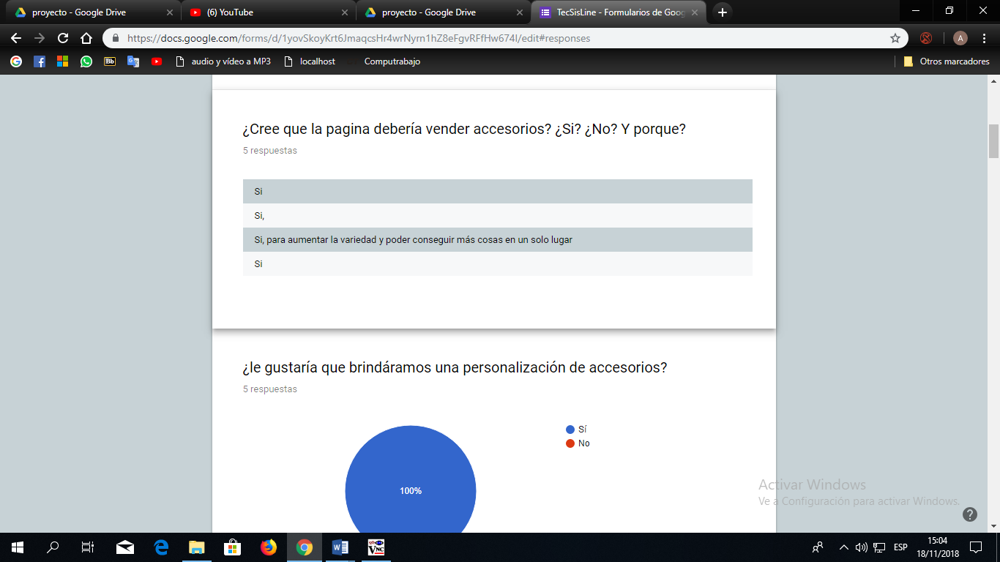 proyecto - Google Drive
(6) YouTube
proyecto - Google Drive
TecSisLine - Formularios de Goog
https://docs.google.com/forms/d/1yovSkoyKrt6JmaqcsHr4wrNyrn1hZ8eFgvRFfHw674I/edit#responses
A
Bb
audio y vídeo a MP3
localhost
Computrabajo
Otros marcadores
¿Cree que la pagina debería vender accesorios? ¿Si? ¿No? Y porque?
5 respuestas
Si
Si,
Si, para aumentar la variedad y poder conseguir más cosas en un solo lugar
Si
¿le gustaría que brindáramos una personalización de accesorios?
5 respuestas
Sí
No
100%
Activar Windows
Ve a Configuración para activar Windows.
ESP
15:04
18/11/2018